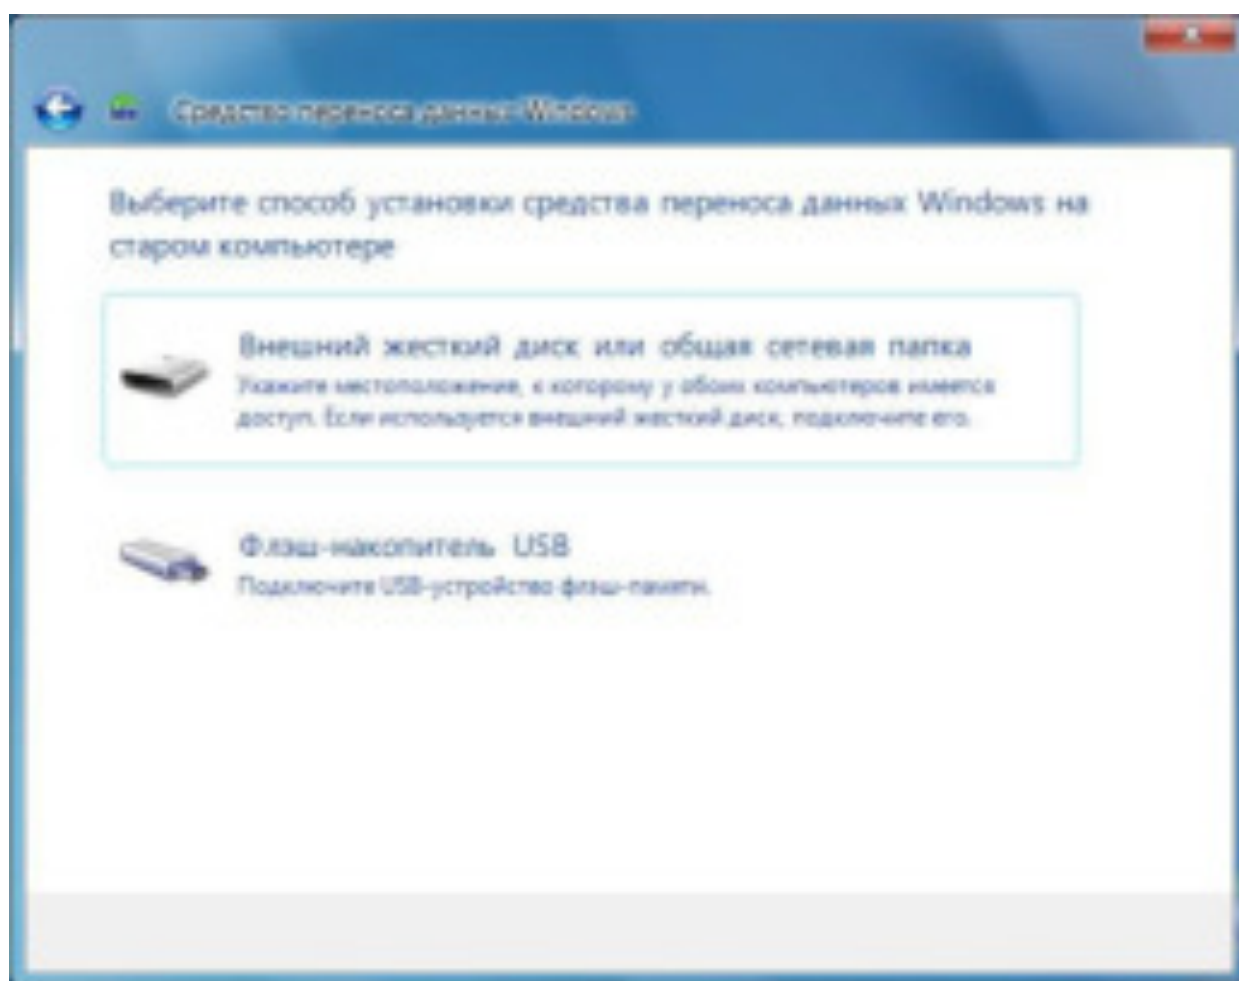 Средство переноса данных Windows
Выберите способ установки средства переноса данных Windows на
старом компьютере
Внешний жесткий диск или общая сетевая папка
Укажите местоположение, к которому у обоих компьютеров имеется
доступ. Если используется внешний жесткий диск, подключите его.
Флэш-накопитель USB
Подключите USB-устройство флэш-памяти.